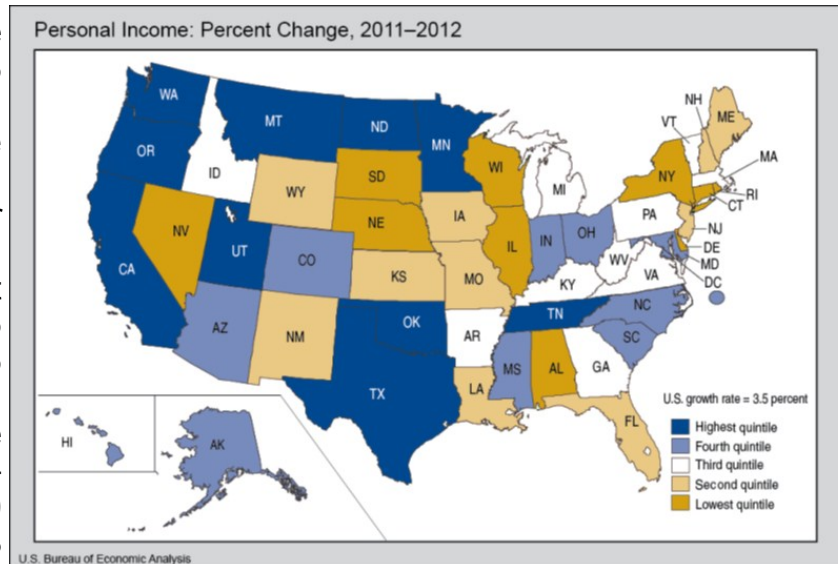 Personal Income: Percent Change, 2011–2012
WA
MT
ND
MN
OR
ID
WY
SD
WI
MI
NY
VT
NH
ME
MA
RI
CT
NJ
DE
MD
DC
PA
NV
UT
CO
NE
IA
IL
IN
OH
WV
VA
CA
AZ
NM
KS
MO
KY
TN
NC
SC
OK
AR
TX
LA
MS
AL
GA
FL
HI
AK
U.S. growth rate = 3.5 percent
Highest quintile
Fourth quintile
Third quintile
Second quintile
Lowest quintile
U.S. Bureau of Economic Analysis